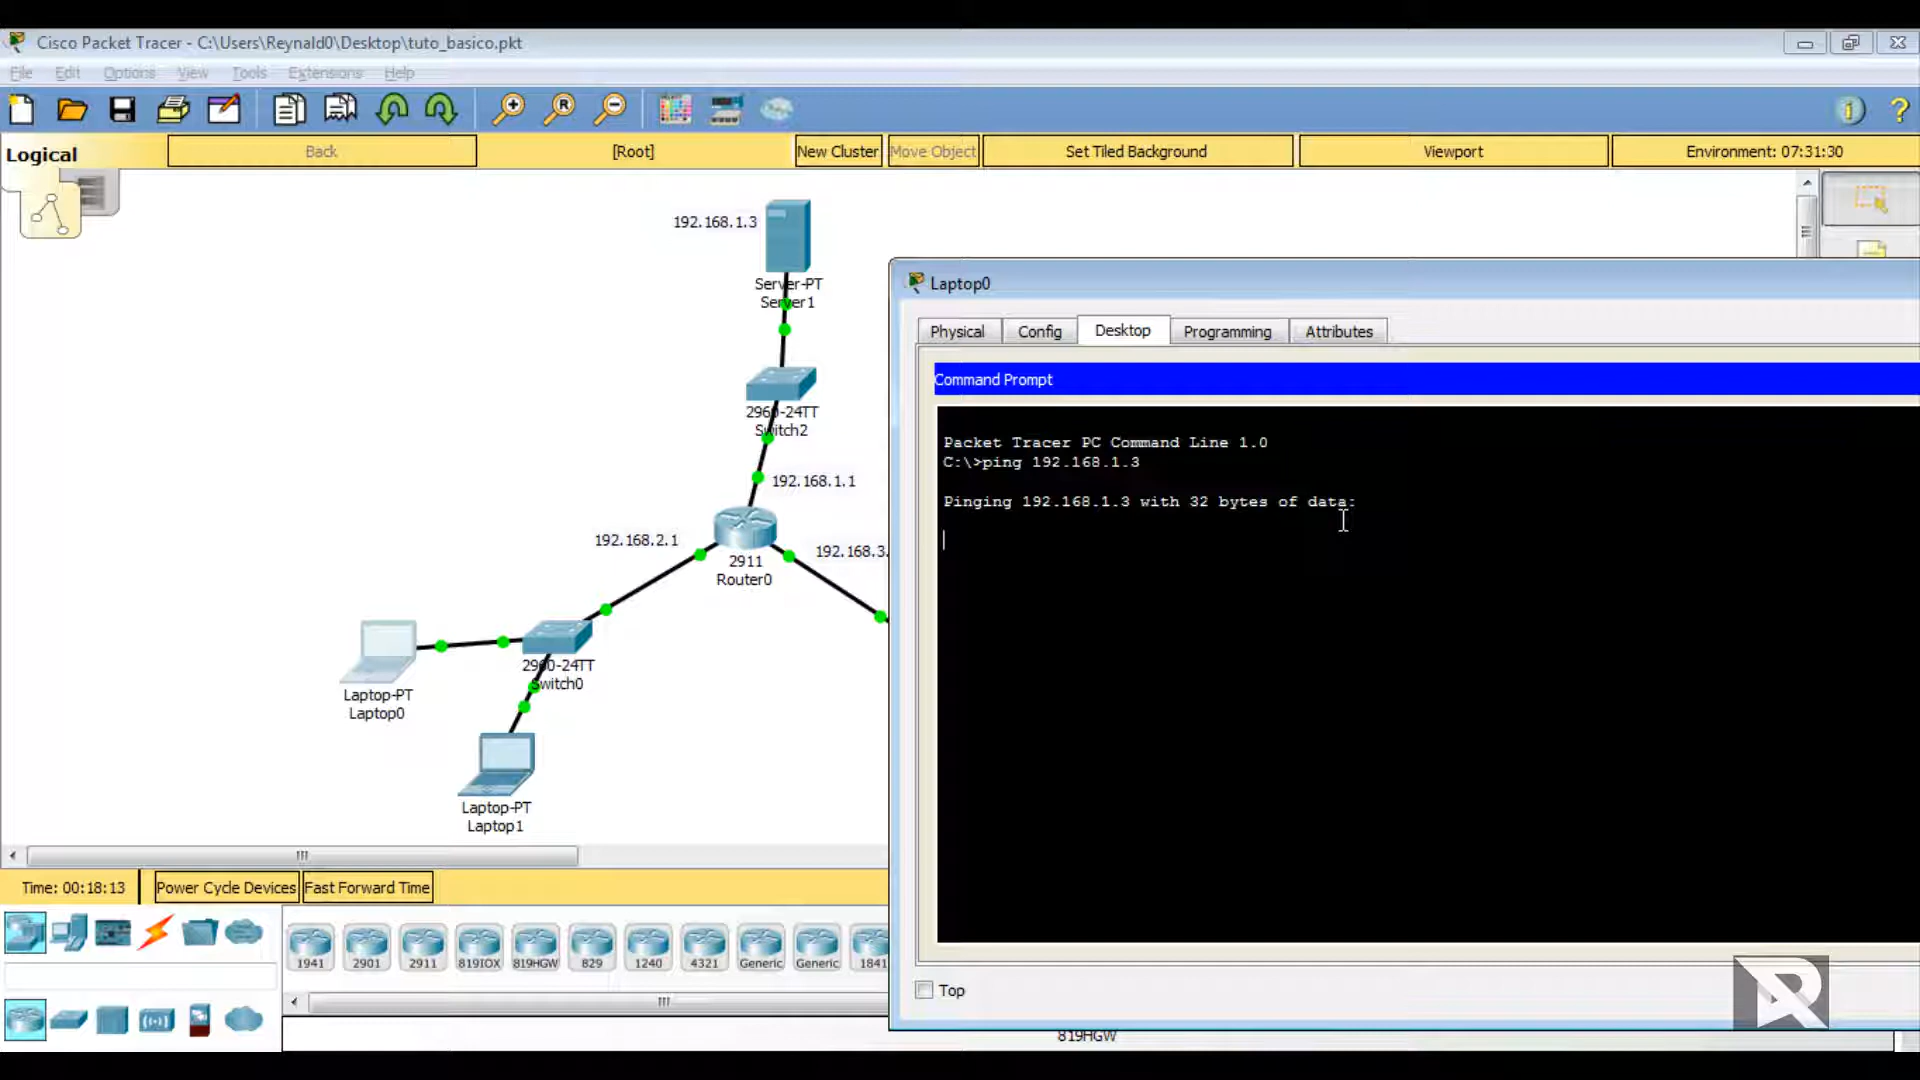 Cisco Packet Tracer - C:\Users\Reynald0\Desktop\tuto_basico.pkt
File Edit Options View Tools Extensions Help
Logical
Back
[Root]
New Cluster
Move Object
Set Tiled Background
Viewport
Environment: 07:31:30
192.168.1.3
Server-PT
Server1
2960-24TT
Switch2
192.168.1.1
192.168.2.1
192.168.3.
2911
Router0
2960-24TT
Switch0
Laptop-PT
Laptop0
Laptop-PT
Laptop1
Laptop0
Physical Config Desktop Programming Attributes
Command Prompt
Packet Tracer PC Command Line 1.0
C:\>ping 192.168.1.3
Pinging 192.168.1.3 with 32 bytes of data:
Top
Time: 00:18:13
Power Cycle Devices
Fast Forward Time
1941 2901 2911 819IOX 819HGW 829 1240 4321 Generic Generic 1841
819HGW